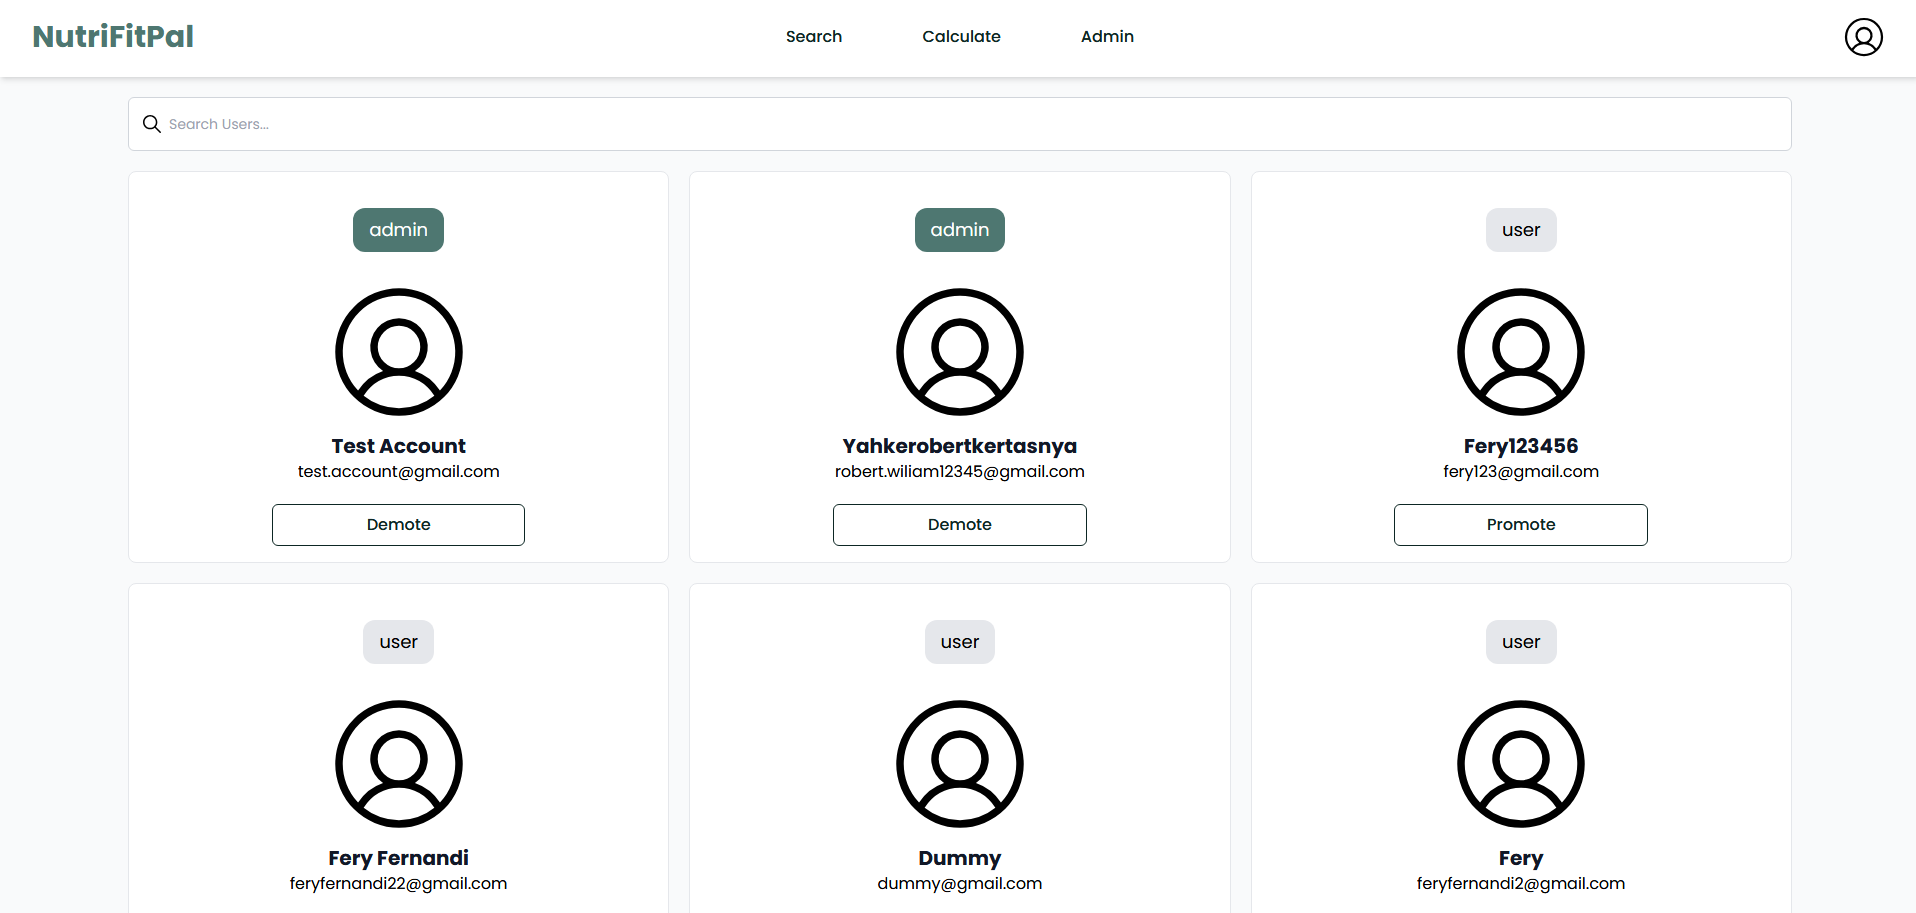 NutriFitPal
Search
Calculate
Admin
Search Users...
admin
Test Account
test.account@gmail.com
Demote
admin
Yahkerobertkertasnya
robert.wiliam12345@gmail.com
Demote
user
Fery123456
fery123@gmail.com
Promote
user
Fery Fernandi
feryfernandi22@gmail.com
user
Dummy
dummy@gmail.com
user
Fery
feryfernandi2@gmail.com